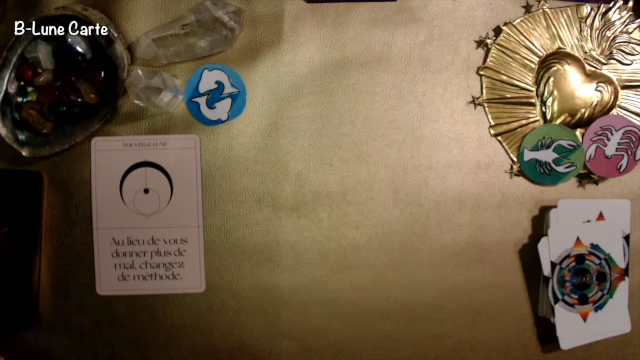 B-Lune Carte
NOUVELLE LUNE
Au lieu de vous
donner plus de
mal, changez
de méthode.